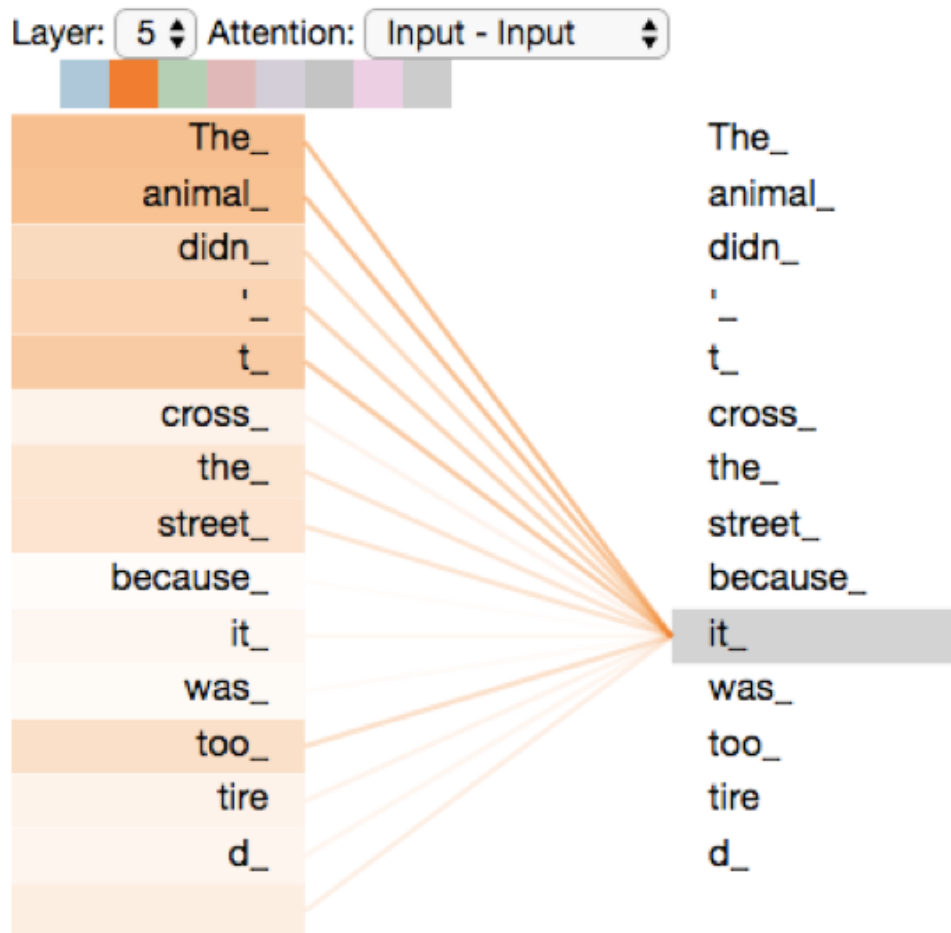 Layer: 5 Attention: Input - Input
The_ The_
animal_ animal_
didn_ didn_
'_ '_
t_ t_
cross_ cross_
the_ the_
street_ street_
because_ because_
it_ it_
was_ was_
too_ too_
tire tire
d_ d_